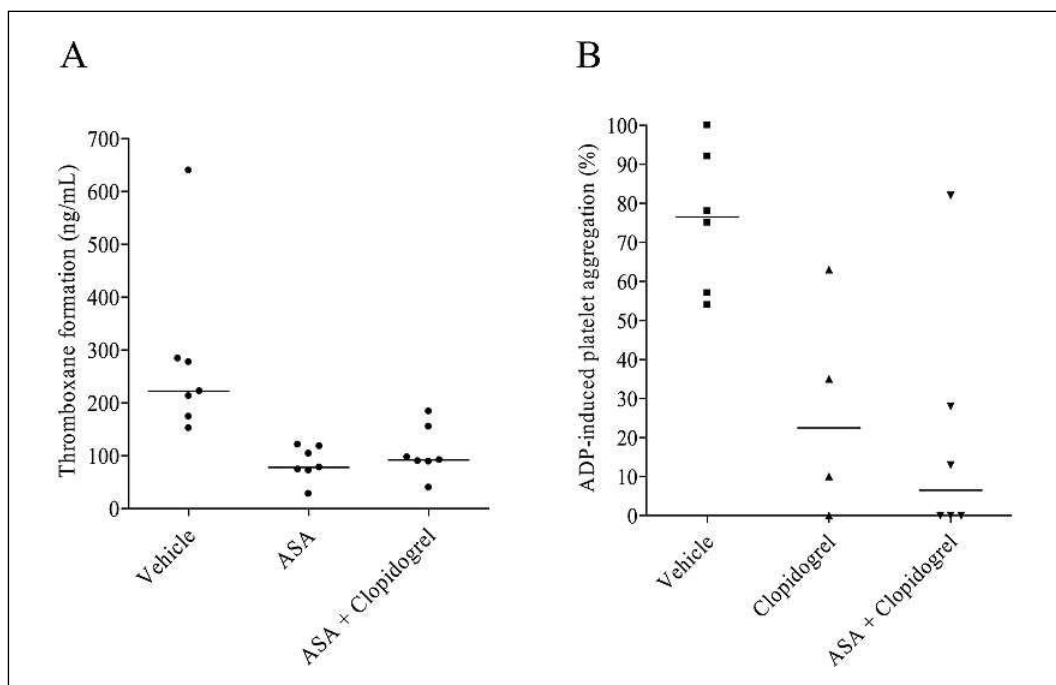 A
Thromboxane formation (ng/mL)
700
600
500
400
300
200
100
0
Vehicle
ASA
ASA + Clopidogrel
B
ADP-induced platelet aggregation (%)
100
90
80
70
60
50
40
30
20
10
0
Vehicle
Clopidogrel
ASA + Clopidogrel